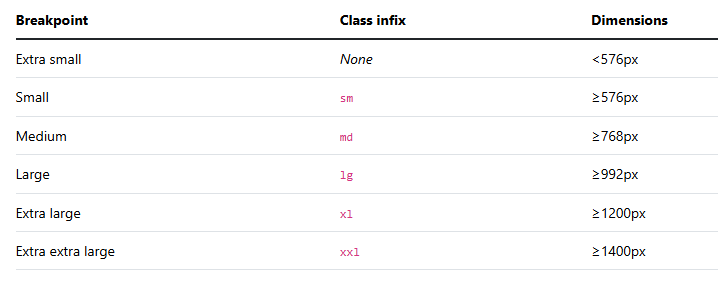 Breakpoint Class infix Dimensions
Extra small None <576px
Small sm ≥576px
Medium md ≥768px
Large lg ≥992px
Extra large xl ≥1200px
Extra extra large xxl ≥1400px